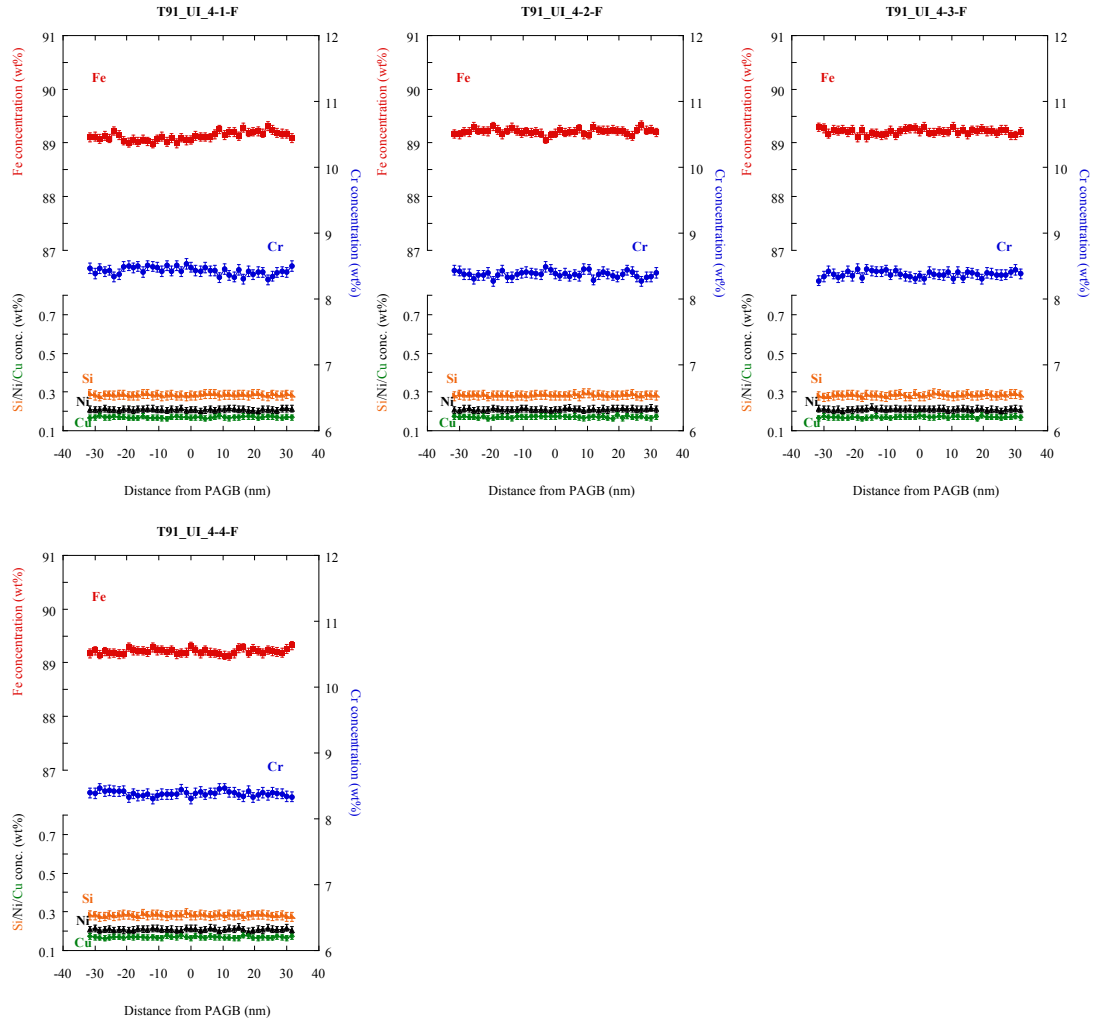 T91_UI_4-1-F
91
90
89
88
87
0.7
0.5
0.3
0.1
12
11
10
9
8
7
6
Fe
Cr
Si
Ni
Cu
-40 -30 -20 -10 0 10 20 30 40
Fe concentration (wt%)
Si/Ni/Cu conc. (wt%)
Cr concentration (wt%)
Distance from PAGB (nm)
T91_UI_4-2-F
91
90
89
88
87
0.7
0.5
0.3
0.1
12
11
10
9
8
7
6
Fe
Cr
Si
Ni
Cu
-40 -30 -20 -10 0 10 20 30 40
Fe concentration (wt%)
Si/Ni/Cu conc. (wt%)
Cr concentration (wt%)
Distance from PAGB (nm)
T91_UI_4-3-F
91
90
89
88
87
0.7
0.5
0.3
0.1
12
11
10
9
8
7
6
Fe
Cr
Si
Ni
Cu
-40 -30 -20 -10 0 10 20 30 40
Fe concentration (wt%)
Si/Ni/Cu conc. (wt%)
Cr concentration (wt%)
Distance from PAGB (nm)
T91_UI_4-4-F
91
90
89
88
87
0.7
0.5
0.3
0.1
12
11
10
9
8
7
6
Fe
Cr
Si
Ni
Cu
-40 -30 -20 -10 0 10 20 30 40
Fe concentration (wt%)
Si/Ni/Cu conc. (wt%)
Cr concentration (wt%)
Distance from PAGB (nm)